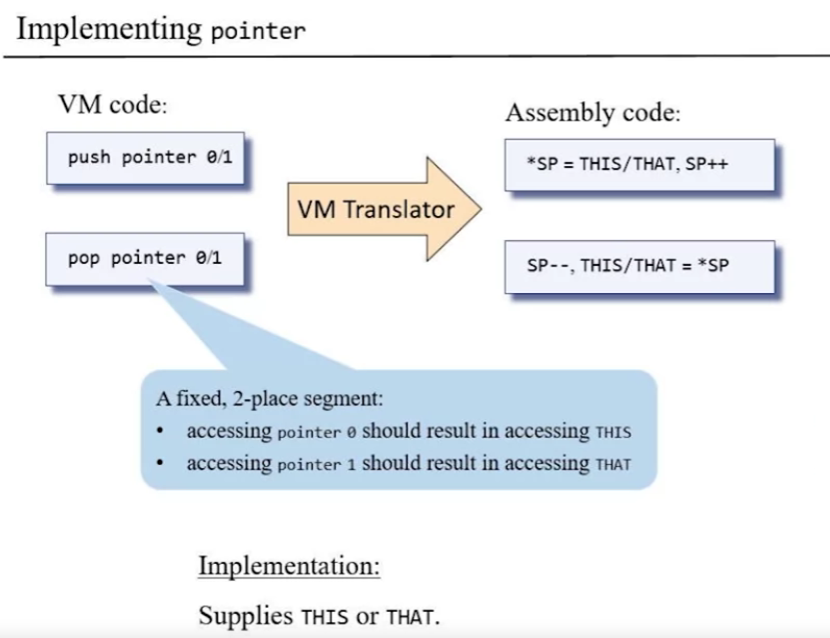 Implementing pointer
VM code:
push pointer 0/1
pop pointer 0/1
VM Translator
Assembly code:
*SP = THIS/THAT, SP++
SP--, THIS/THAT = *SP
A fixed, 2-place segment:
• accessing pointer 0 should result in accessing THIS
• accessing pointer 1 should result in accessing THAT
Implementation:
Supplies THIS or THAT.